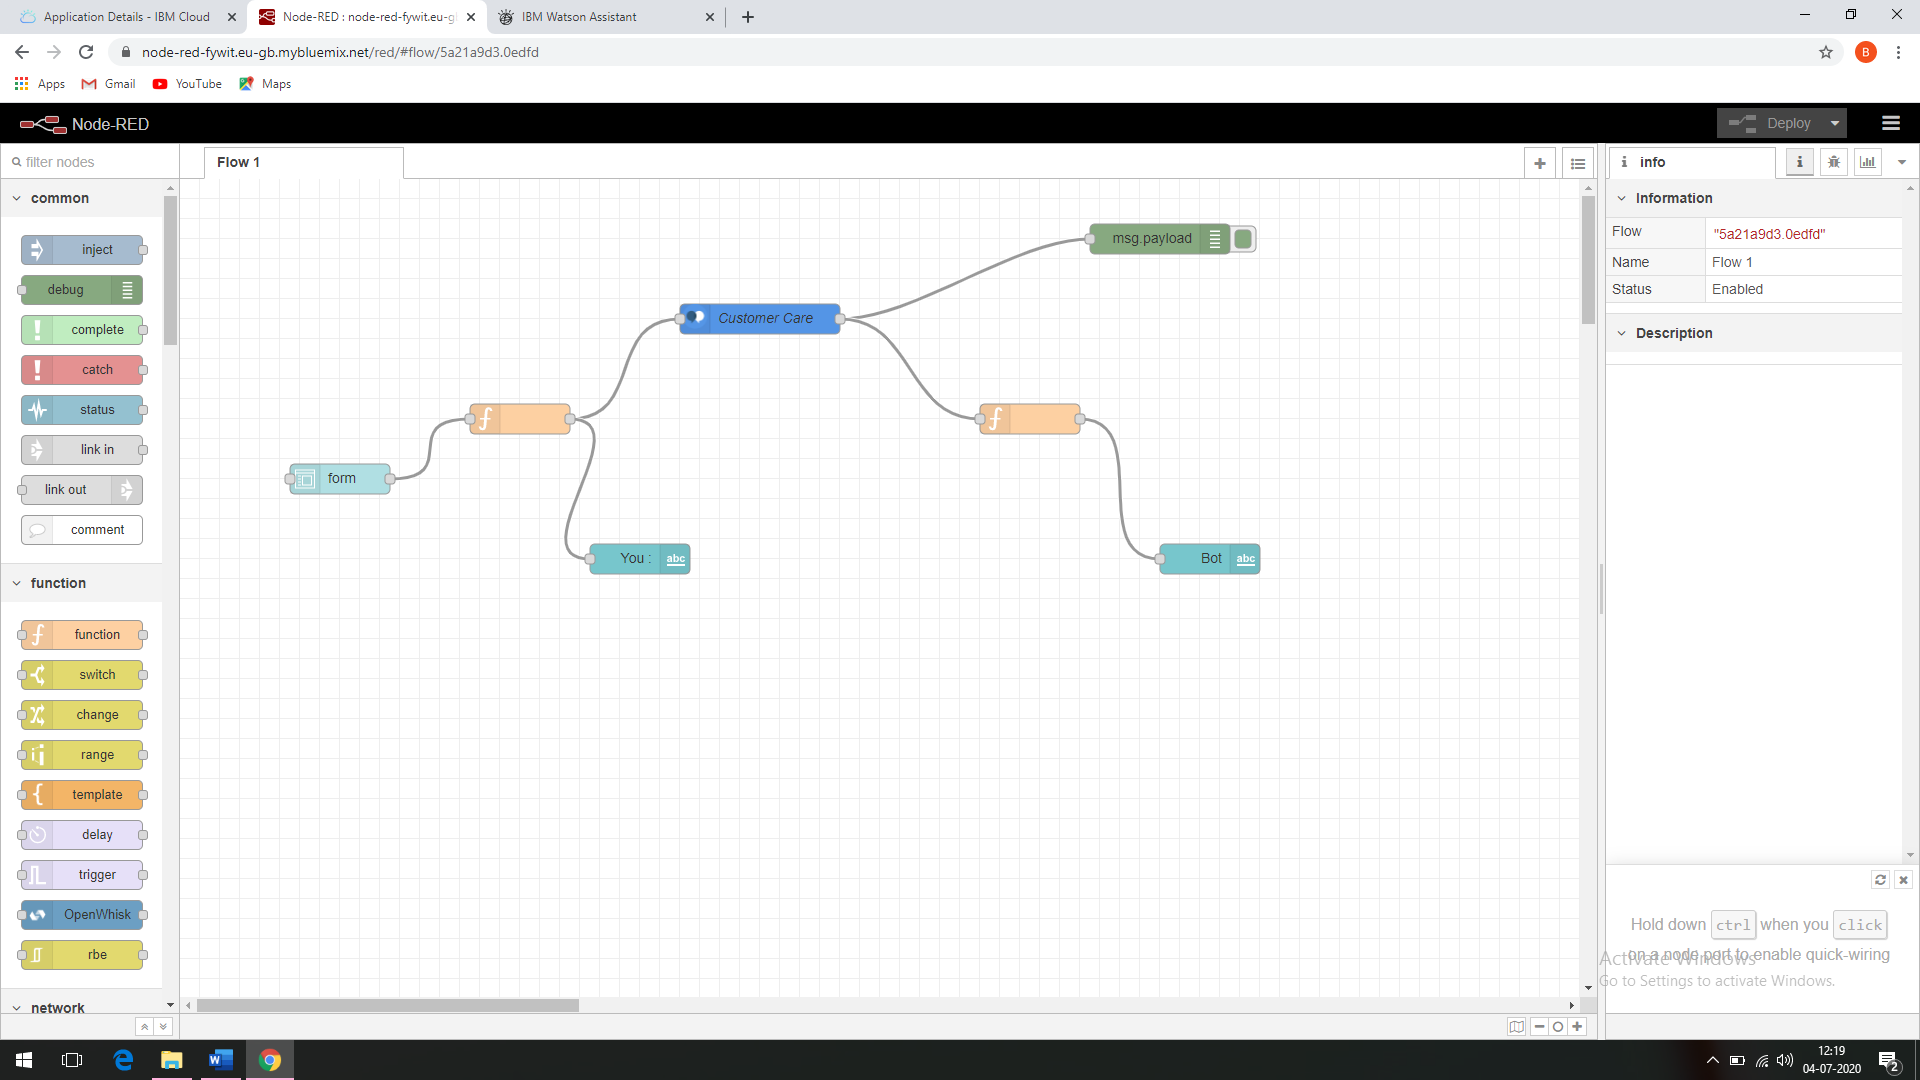 Application Details - IBM Cloud
Node-RED : node-red-fywit.eu-gb
IBM Watson Assistant
node-red-fywit.eu-gb.mybluemix.net/red/#flow/5a21a9d3.0edfd
B
Apps
Gmail
YouTube
Maps
Node-RED
Deploy
filter nodes
Flow 1
info
common
inject
debug
complete
catch
status
link in
link out
comment
function
function
switch
change
range
template
delay
trigger
OpenWhisk
rbe
network
msg.payload
Customer Care
form
You :
abc
Bot
abc
Information
Flow "5a21a9d3.0edfd"
Name Flow 1
Status Enabled
Description
Hold down ctrl when you click
on a node port to enable quick-wiring
Activate Windows
Go to Settings to activate Windows.
12:19
04-07-2020
2